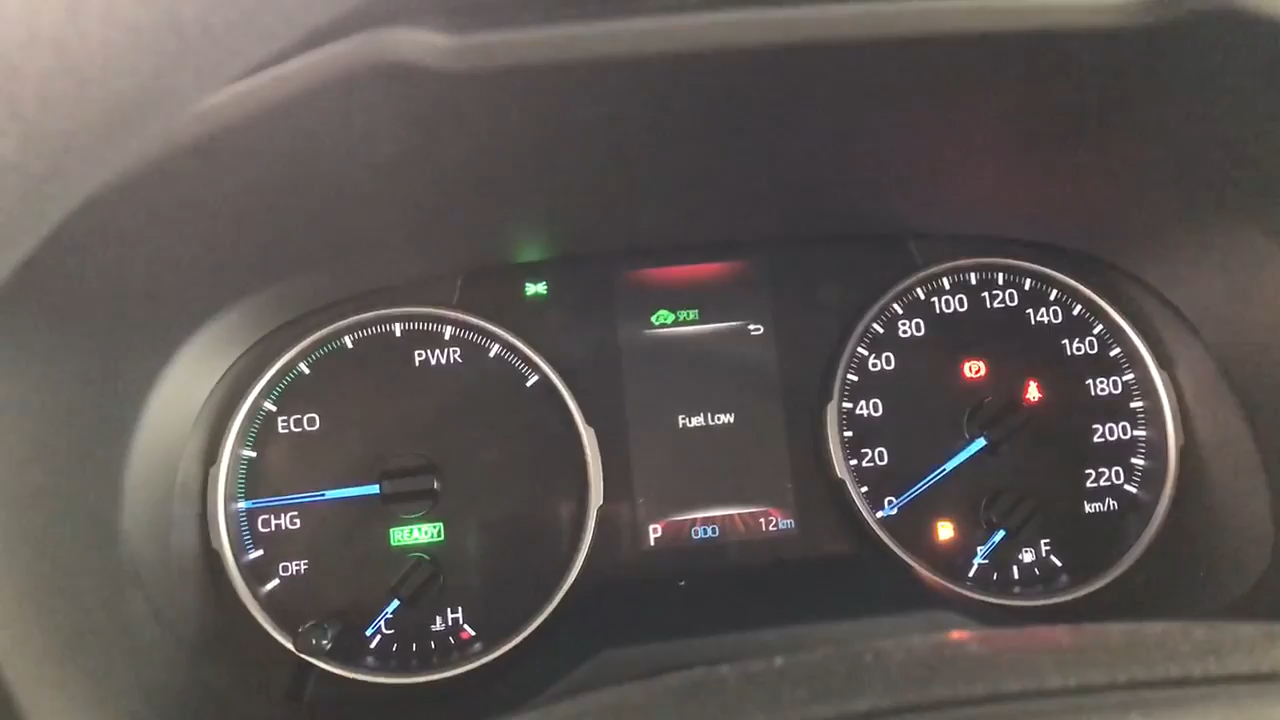 PWR
ECO
CHG
OFF
READY
C
H
SPORT
Fuel Low
P ODO 12km
0
20
40
60
80
100
120
140
160
180
200
220
km/h
P
E
F